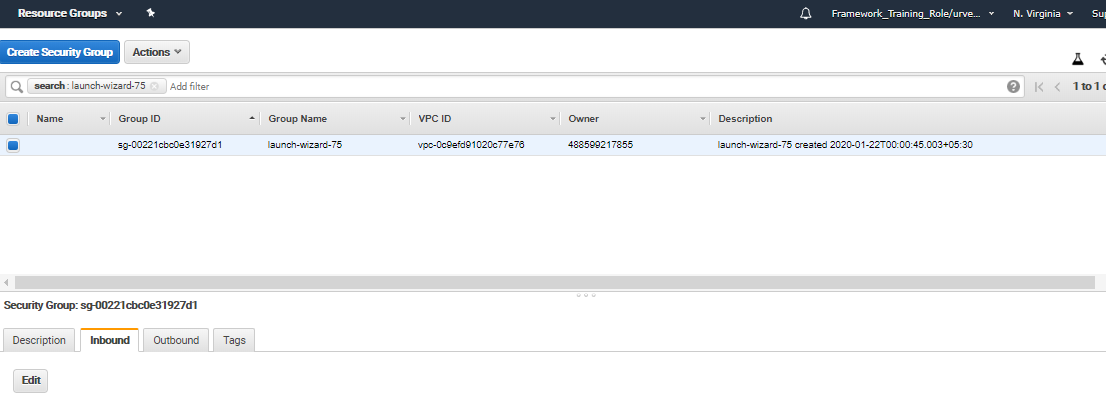 Resource Groups Framework_Training_Role/urve... N. Virginia Sup
Create Security Group Actions
search : launch-wizard-75 Add filter 1 to 1 o
Name Group ID Group Name VPC ID Owner Description
sg-00221cbc0e31927d1 launch-wizard-75 vpc-0c9efd91020c77e76 488599217855 launch-wizard-75 created 2020-01-22T00:00:45.003+05:30
Security Group: sg-00221cbc0e31927d1
Description Inbound Outbound Tags
Edit